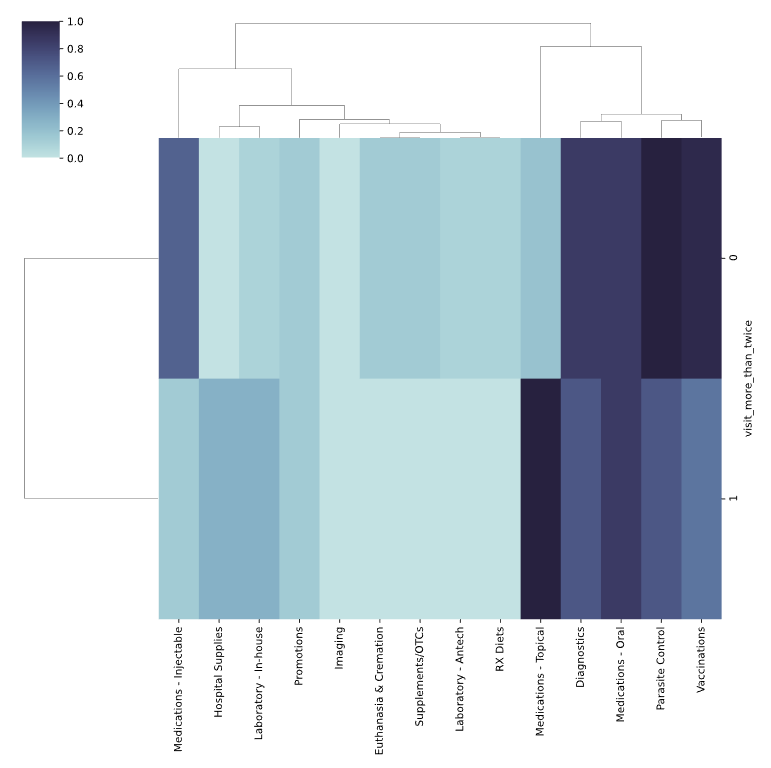 1.0
0.8
0.6
0.4
0.2
0.0
0
1
visit_more_than_twice
Medications - Injectable
Hospital Supplies
Laboratory - In-house
Promotions
Imaging
Euthanasia & Cremation
Supplements/OTCs
Laboratory - Antech
RX Diets
Medications - Topical
Diagnostics
Medications - Oral
Parasite Control
Vaccinations